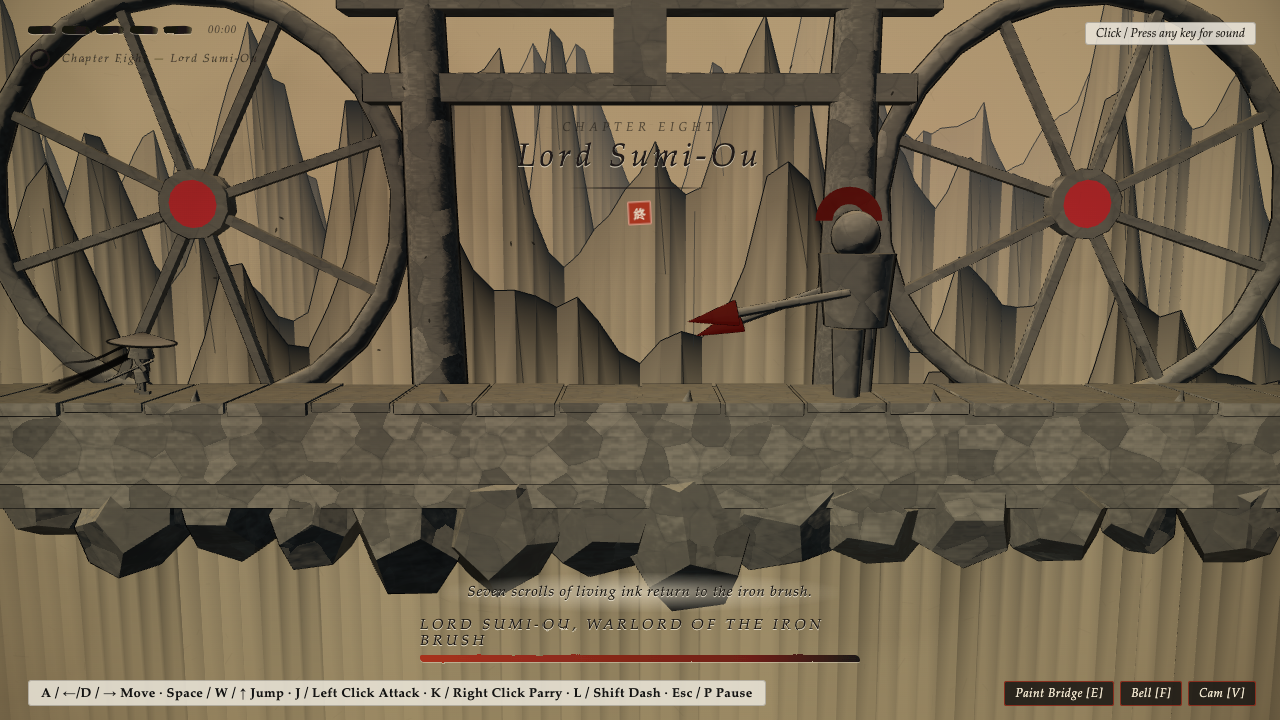 00:00
Click / Press any key for sound
Chapter Eight — Lord Sumi-Ou
CHAPTER EIGHT
Lord Sumi-Ou
終
Seven scrolls of living ink return to the iron brush.
LORD SUMI-OU, WARLORD OF THE IRON
BRUSH
A / ←/D / → Move · Space / W / ↑ Jump · J / Left Click Attack · K / Right Click Parry · L / Shift Dash · Esc / P Pause
Paint Bridge [E]
Bell [F]
Cam [V]